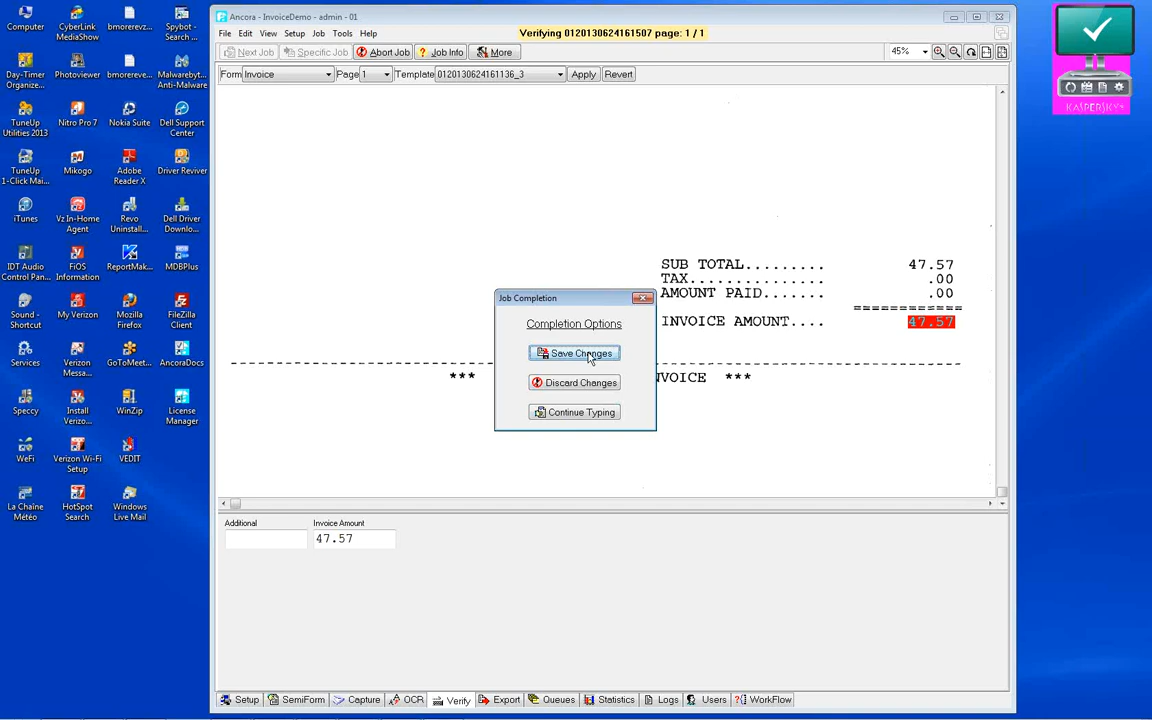 Computer
CyberLink
MediaShow
bmorerevz...
Spybot -
Search ...
Day-Timer
Organize...
Photoviewer
bmorereve...
Malwarebyt...
Anti-Malware
TuneUp
Utilities 2013
Nitro Pro 7
Nokia Suite
Dell Support
Center
TuneUp
1-Click Mai...
Mikogo
Adobe
Reader X
Driver Reviver
iTunes
Vz In-Home
Agent
Revo
Uninstall...
Dell Driver
Downlo...
IDT Audio
Control Pan...
FiOS
Information
ReportMak...
MDBPlus
Sound -
Shortcut
My Verizon
Mozilla
Firefox
FileZilla
Client
Services
Verizon
Messa...
GoToMeet...
AncoraDocs
Speccy
Install
Verizo...
WinZip
License
Manager
WeFi
Verizon Wi-Fi
Setup
VEDIT
La Chaîne
Météo
HotSpot
Search
Windows
Live Mail
Ancora - InvoiceDemo - admin - 01
File Edit View Setup Job Tools Help
Verifying 0120130624161507 page: 1 / 1
Next Job Specific Job Abort Job Job Info More
45%
Form Invoice Page 1 Template 0120130624161136_3 Apply Revert
SUB TOTAL......... 47.57
TAX............... .00
AMOUNT PAID....... .00
===========
INVOICE AMOUNT.... 47.57
*** NVOICE ***
Job Completion
Completion Options
Save Changes
Discard Changes
Continue Typing
Additional Invoice Amount
47.57
Setup SemiForm Capture OCR Verify Export Queues Statistics Logs Users WorkFlow
KASPERSKY